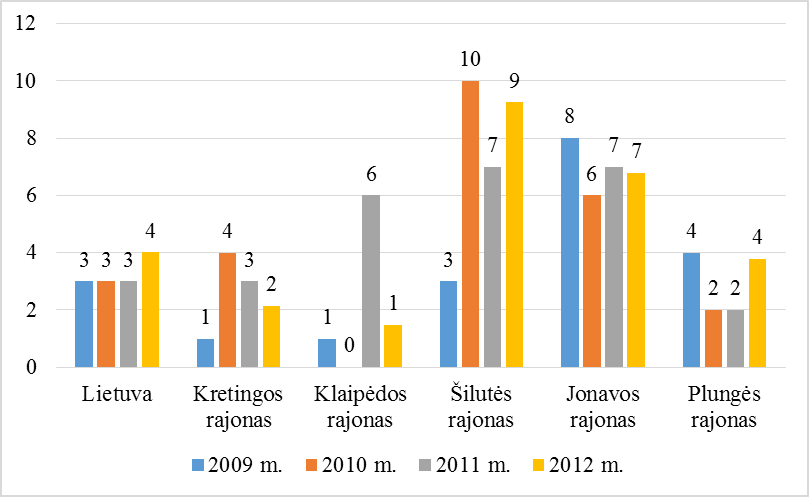 12
10
8
6
4
2
0
3 3 3 4
1 4 3 2
1 0 6 1
3 10 7 9
8 6 7 7
4 2 2 4
Lietuva
Kretingos
rajonas
Klaipėdos
rajonas
Šilutės
rajonas
Jonavos
rajonas
Plungės
rajonas
2009 m. 2010 m. 2011 m. 2012 m.